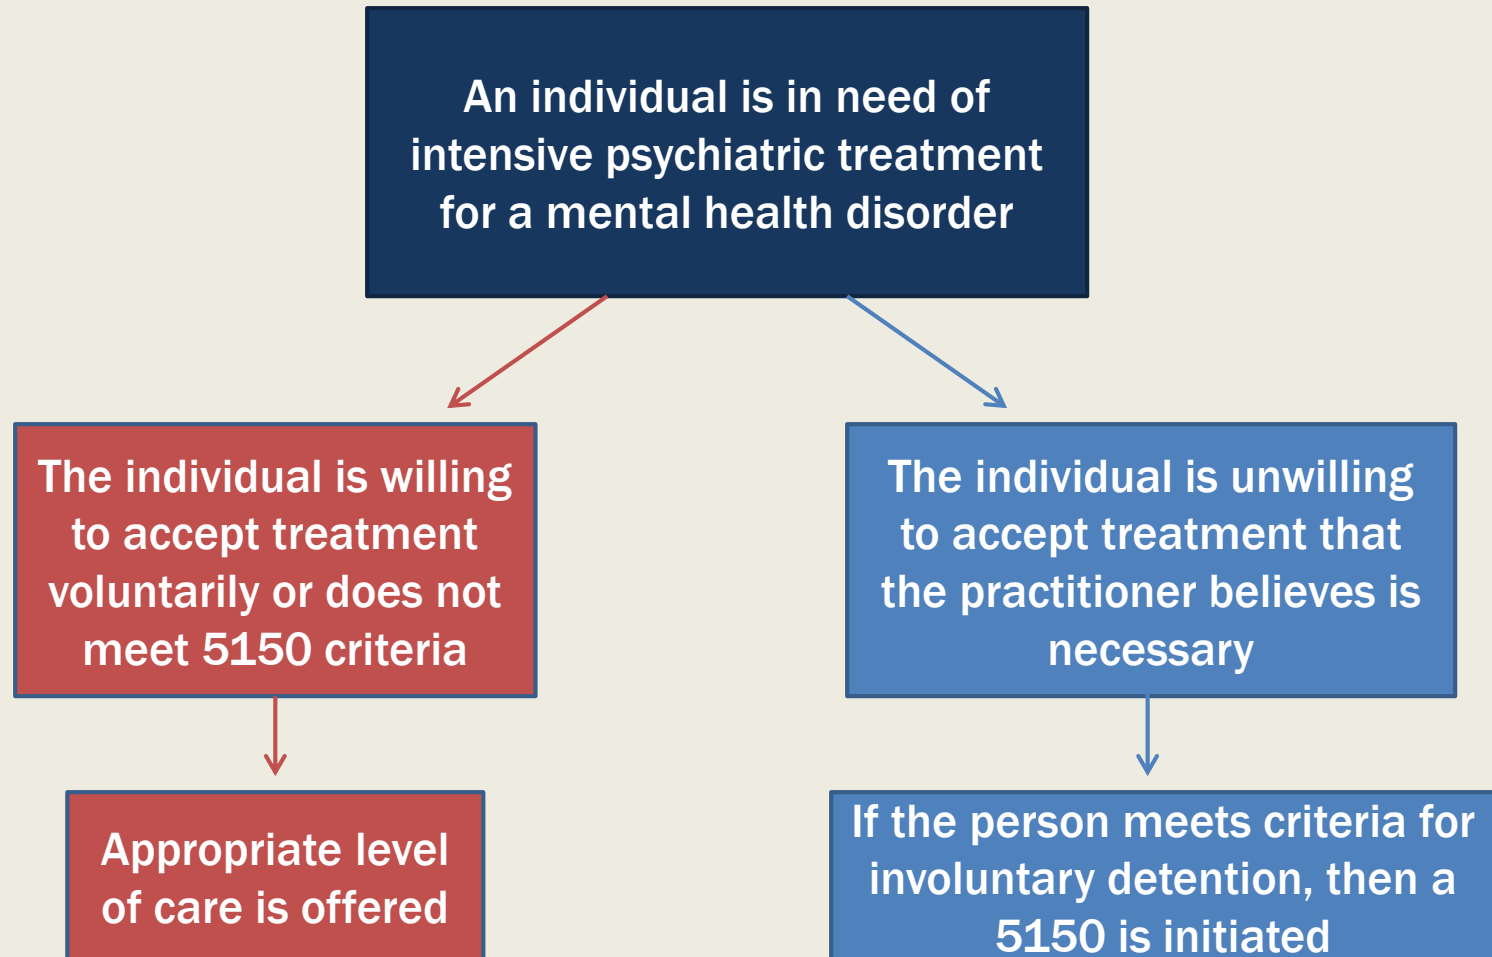 An individual is in need of
intensive psychiatric treatment
for a mental health disorder
The individual is willing
to accept treatment
voluntarily or does not
meet 5150 criteria
The individual is unwilling
to accept treatment that
the practitioner believes is
necessary
Appropriate level
of care is offered
If the person meets criteria for
involuntary detention, then a
5150 is initiated